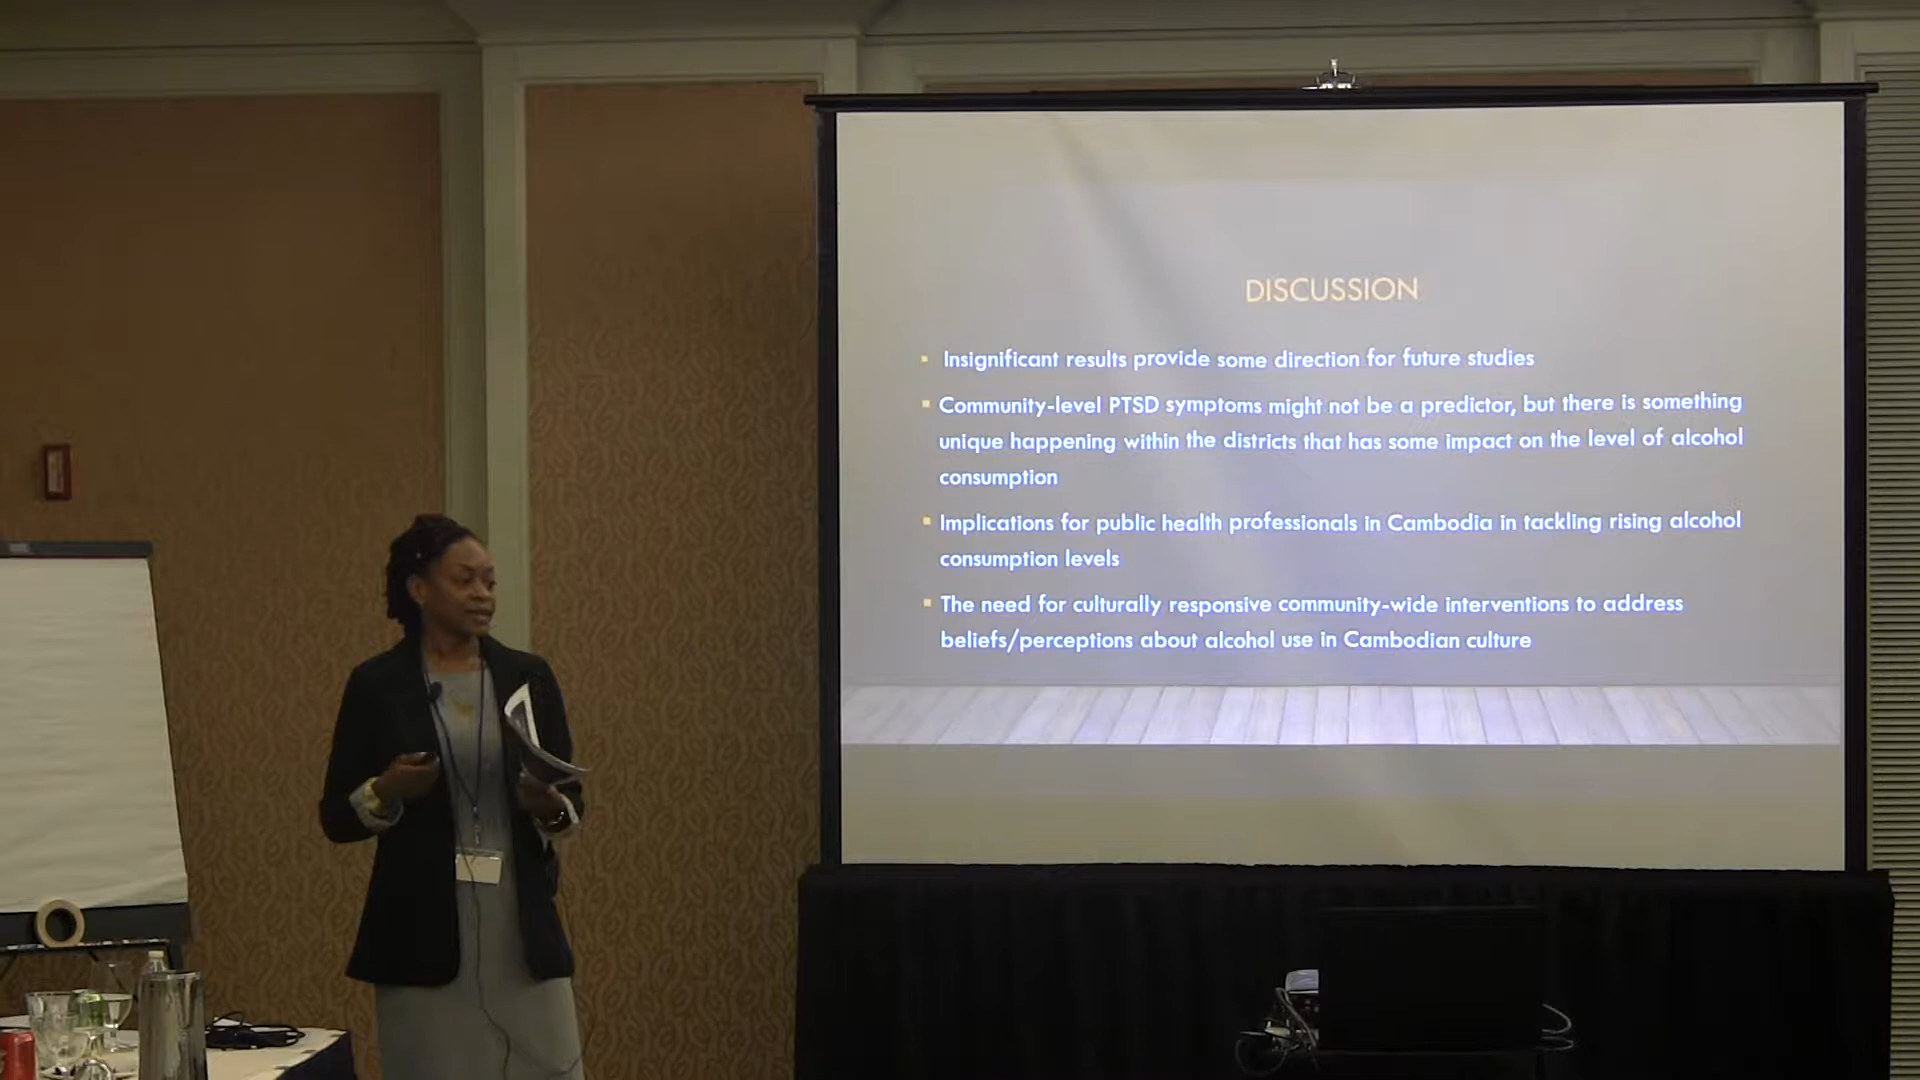 DISCUSSION
Insignificant results provide some direction for future studies
Community-level PTSD symptoms might not be a predictor, but there is something
unique happening within the districts that has some impact on the level of alcohol
consumption
Implications for public health professionals in Cambodia in tackling rising alcohol
consumption levels
The need for culturally responsive community-wide interventions to address
beliefs/perceptions about alcohol use in Cambodian culture